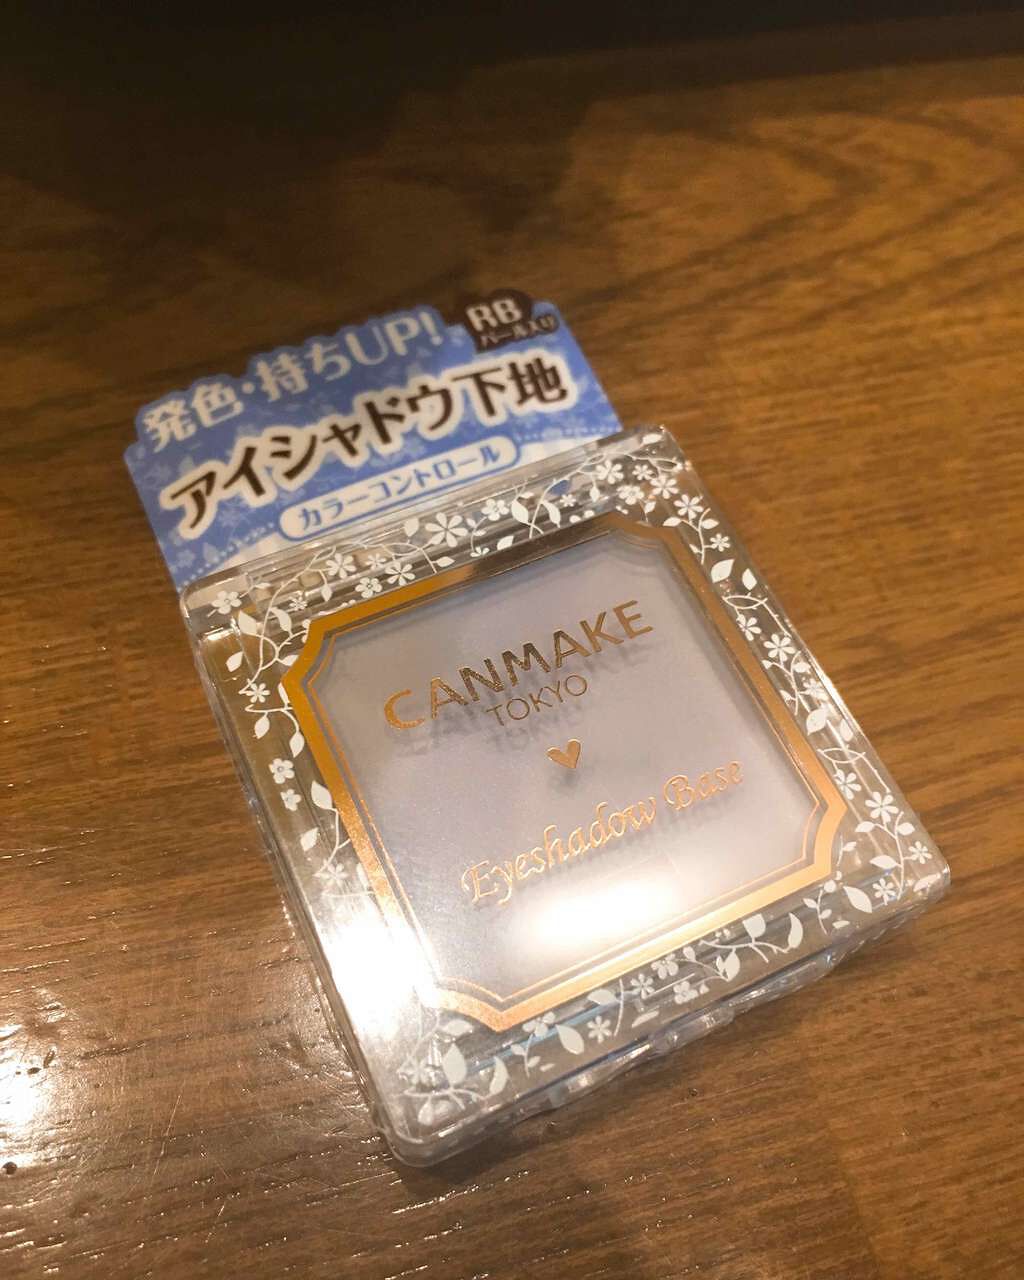 RB
パール入り
発色・持ちUP!
アイシャドウ下地
カラーコントロール
CANMAKE
TOKYO
Eyeshadow Base